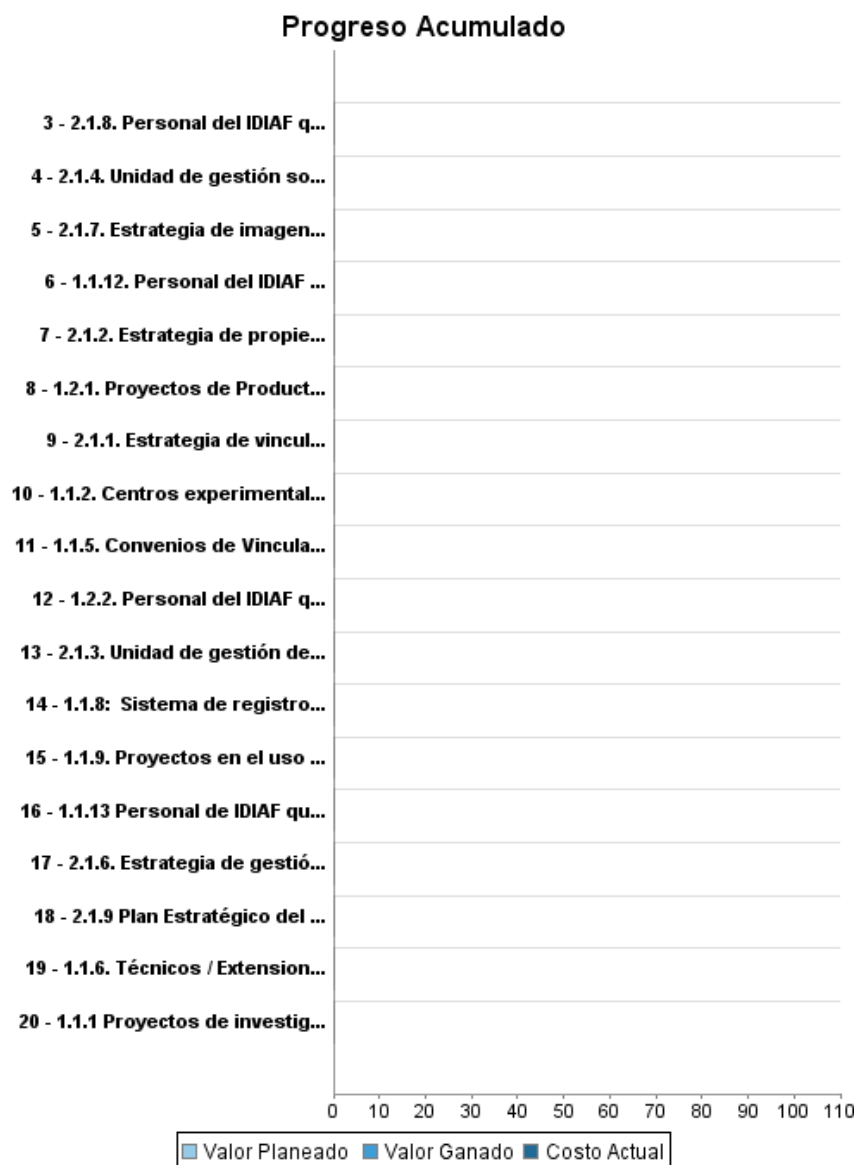 Progreso Acumulado
3 - 2.1.8. Personal del IDIAF q...
4 - 2.1.4. Unidad de gestión so...
5 - 2.1.7. Estrategia de imagen...
6 - 1.1.12. Personal del IDIAF ...
7 - 2.1.2. Estrategia de propie...
8 - 1.2.1. Proyectos de Product...
9 - 2.1.1. Estrategia de vincul...
10 - 1.1.2. Centros experimental...
11 - 1.1.5. Convenios de Vincula...
12 - 1.2.2. Personal del IDIAF q...
13 - 2.1.3. Unidad de gestión de...
14 - 1.1.8:  Sistema de registro...
15 - 1.1.9. Proyectos en el uso ...
16 - 1.1.13 Personal de IDIAF qu...
17 - 2.1.6. Estrategia de gestió...
18 - 2.1.9 Plan Estratégico del ...
19 - 1.1.6. Técnicos / Extension...
20 - 1.1.1 Proyectos de investig...
0 10 20 30 40 50 60 70 80 90 100 110
Valor Planeado Valor Ganado Costo Actual